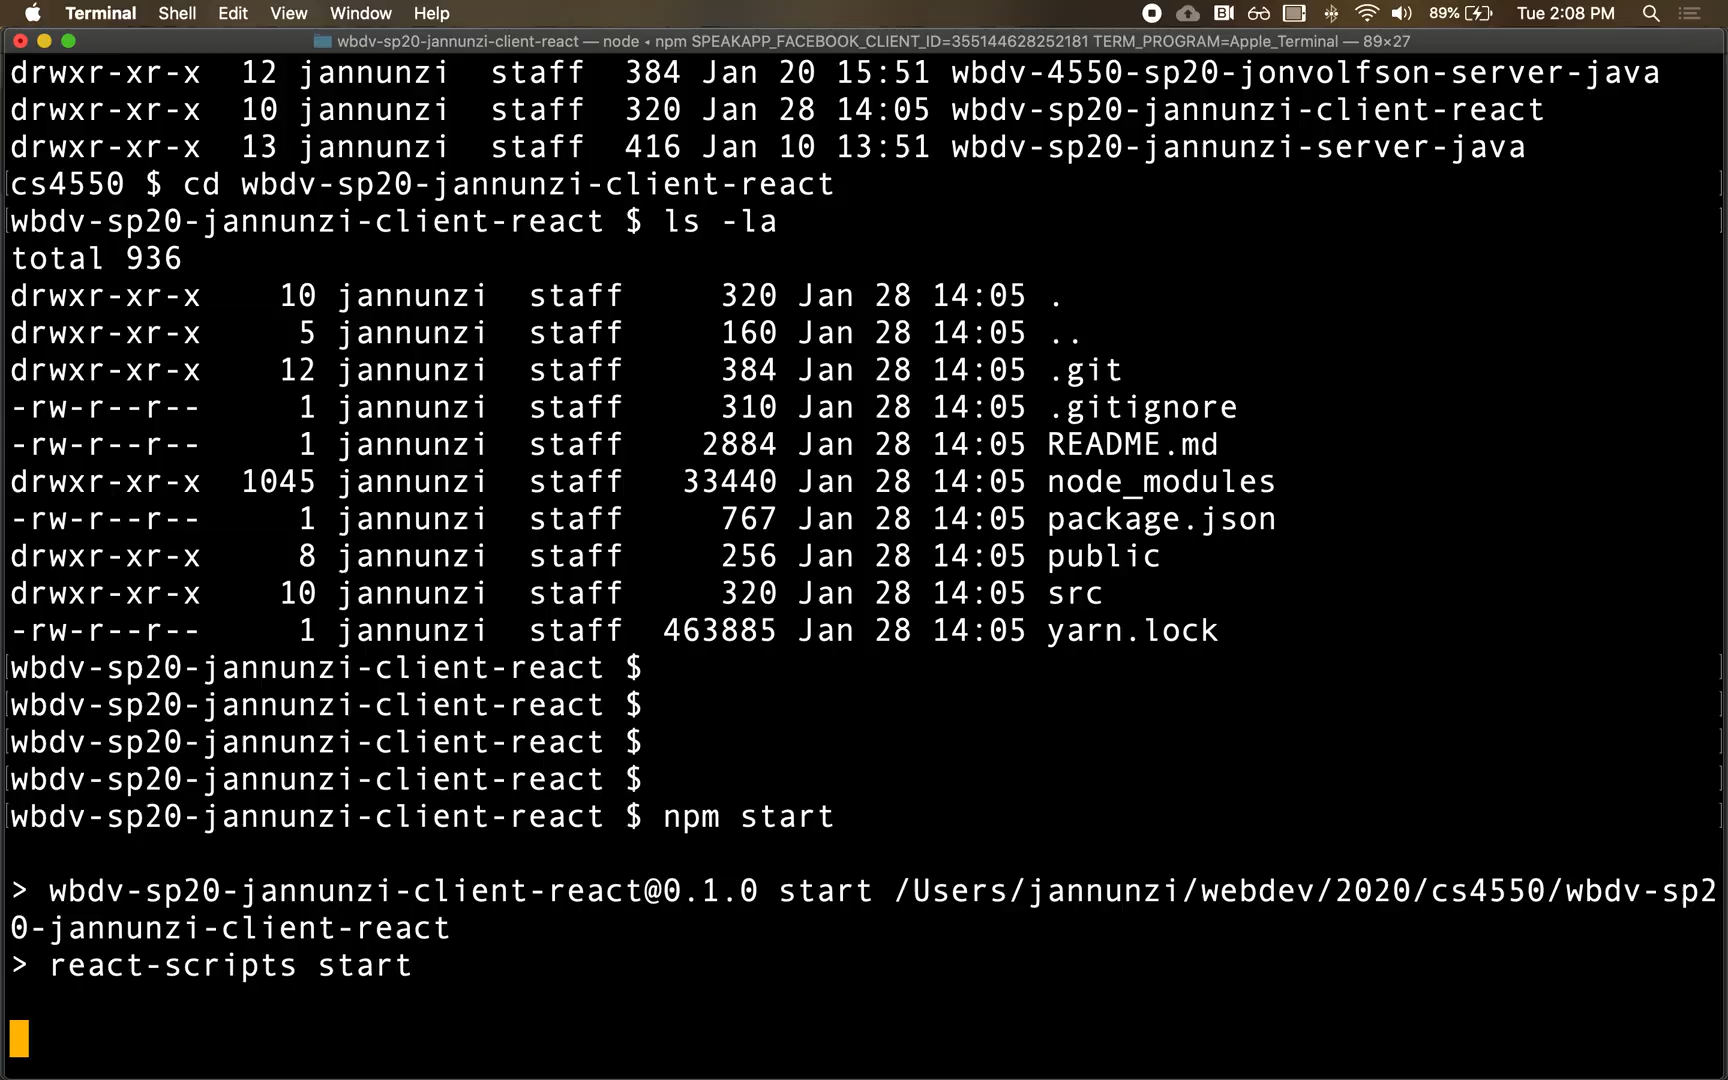 Terminal Shell Edit View Window Help 89% Tue 2:08 PM
wbdv-sp20-jannunzi-client-react — node ◂ npm SPEAKAPP_FACEBOOK_CLIENT_ID=355144628252181 TERM_PROGRAM=Apple_Terminal — 89×27
drwxr-xr-x 12 jannunzi staff 384 Jan 20 15:51 wbdv-4550-sp20-jonvolfson-server-java
drwxr-xr-x 10 jannunzi staff 320 Jan 28 14:05 wbdv-sp20-jannunzi-client-react
drwxr-xr-x 13 jannunzi staff 416 Jan 10 13:51 wbdv-sp20-jannunzi-server-java
cs4550 $ cd wbdv-sp20-jannunzi-client-react
wbdv-sp20-jannunzi-client-react $ ls -la
total 936
drwxr-xr-x 10 jannunzi staff 320 Jan 28 14:05 .
drwxr-xr-x 5 jannunzi staff 160 Jan 28 14:05 ..
drwxr-xr-x 12 jannunzi staff 384 Jan 28 14:05 .git
-rw-r--r-- 1 jannunzi staff 310 Jan 28 14:05 .gitignore
-rw-r--r-- 1 jannunzi staff 2884 Jan 28 14:05 README.md
drwxr-xr-x 1045 jannunzi staff 33440 Jan 28 14:05 node_modules
-rw-r--r-- 1 jannunzi staff 767 Jan 28 14:05 package.json
drwxr-xr-x 8 jannunzi staff 256 Jan 28 14:05 public
drwxr-xr-x 10 jannunzi staff 320 Jan 28 14:05 src
-rw-r--r-- 1 jannunzi staff 463885 Jan 28 14:05 yarn.lock
wbdv-sp20-jannunzi-client-react $
wbdv-sp20-jannunzi-client-react $
wbdv-sp20-jannunzi-client-react $
wbdv-sp20-jannunzi-client-react $
wbdv-sp20-jannunzi-client-react $ npm start
> wbdv-sp20-jannunzi-client-react@0.1.0 start /Users/jannunzi/webdev/2020/cs4550/wbdv-sp2
0-jannunzi-client-react
> react-scripts start